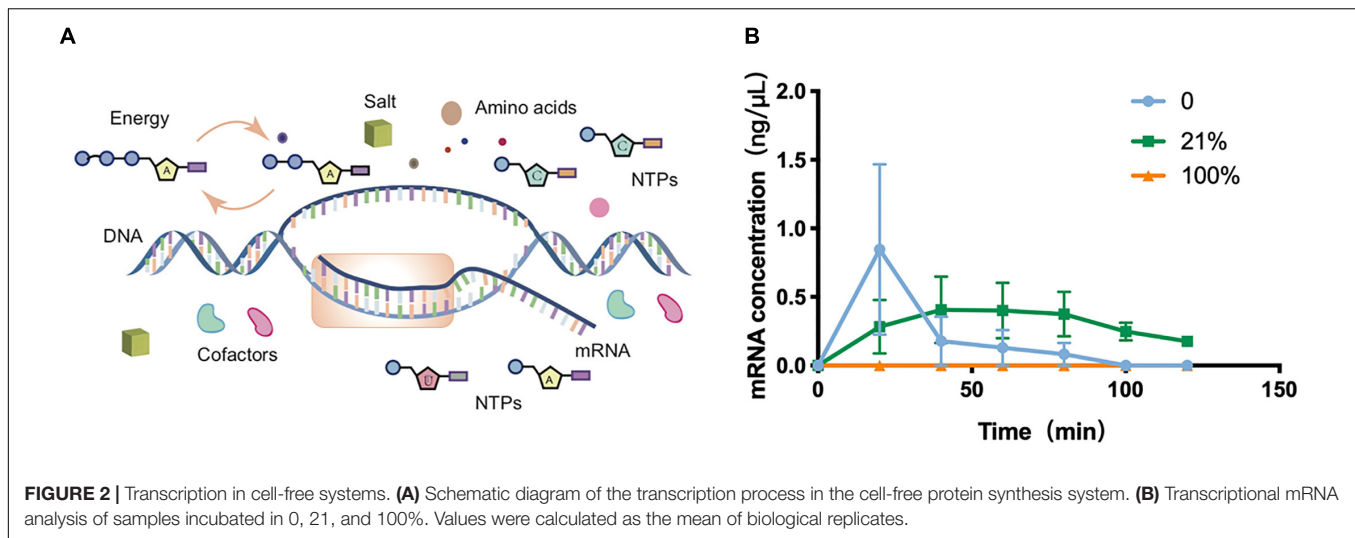 A
Energy
Salt
Amino acids
NTPs
DNA
A
A
C
C
Cofactors
mRNA
U
A
NTPs
B
mRNA concentration (ng/μL)
2.0
1.5
1.0
0.5
0.0
0
50
100
150
Time (min)
0
21%
100%
FIGURE 2 | Transcription in cell-free systems. (A) Schematic diagram of the transcription process in the cell-free protein synthesis system. (B) Transcriptional mRNA
analysis of samples incubated in 0, 21, and 100%. Values were calculated as the mean of biological replicates.